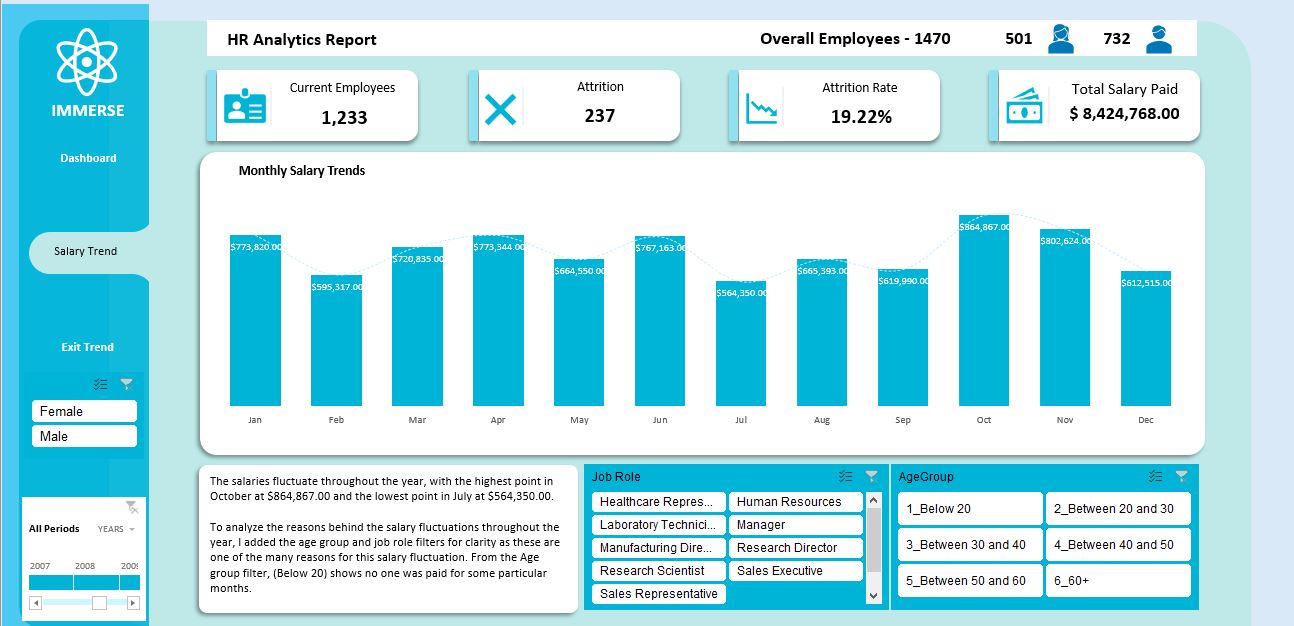 HR Analytics Report
Overall Employees - 1470
501
732
IMMERSE
Dashboard
Salary Trend
Exit Trend
Female
Male
All Periods
YEARS
2007
2008
Current Employees
1,233
Attrition
237
Attrition Rate
19.22%
Total Salary Paid
$ 8,424,768.00
Monthly Salary Trends
$773,820.00
$595,317.00
$720,835.00
$773,344.00
$664,550.00
$767,163.00
$564,350.00
$665,393.00
$619,990.00
$864,867.00
$802,624.00
$612,515.00
Jan
Feb
Mar
Apr
May
Jun
Jul
Aug
Sep
Oct
Nov
Dec
The salaries fluctuate throughout the year, with the highest point in
October at $864,867.00 and the lowest point in July at $564,350.00.
To analyze the reasons behind the salary fluctuations throughout the
year, I added the age group and job role filters for clarity as these are
one of the many reasons for this salary fluctuation. From the Age
group filter, (Below 20) shows no one was paid for some particular
months.
Job Role
Healthcare Repres...
Human Resources
Laboratory Technici...
Manager
Manufacturing Dire...
Research Director
Research Scientist
Sales Executive
Sales Representative
AgeGroup
1_Below 20
2_Between 20 and 30
3_Between 30 and 40
4_Between 40 and 50
5_Between 50 and 60
6_60+